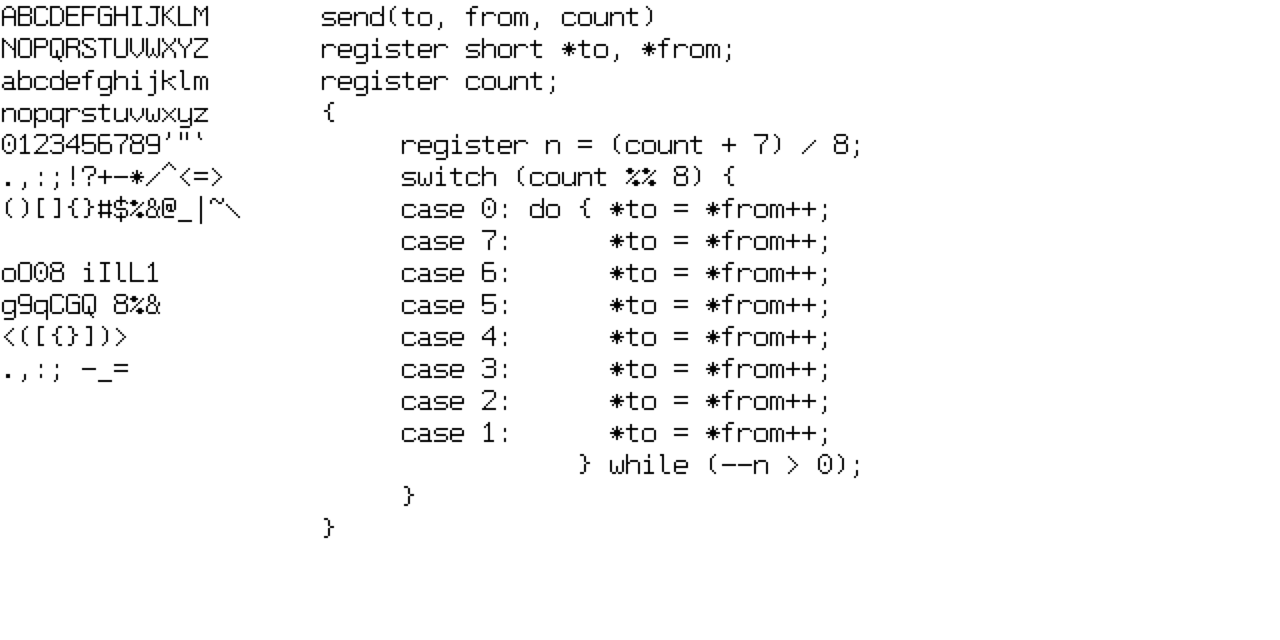 ABCDEFGHIJKLM
NOPQRSTUVWXYZ
abcdefghijklm
nopqrstuvwxyz
0123456789'"`
.,:;!?+-*/^<=>
()[]{}#$%&@_|~\
oO08 iIlL1
g9qCGQ 8%&
<([{}])>
.,:; -_=
send(to, from, count)
register short *to, *from;
register count;
{
register n = (count + 7) / 8;
switch (count %% 8) {
case 0: do { *to = *from++;
case 7:      *to = *from++;
case 6:      *to = *from++;
case 5:      *to = *from++;
case 4:      *to = *from++;
case 3:      *to = *from++;
case 2:      *to = *from++;
case 1:      *to = *from++;
} while (--n > 0);
}
}